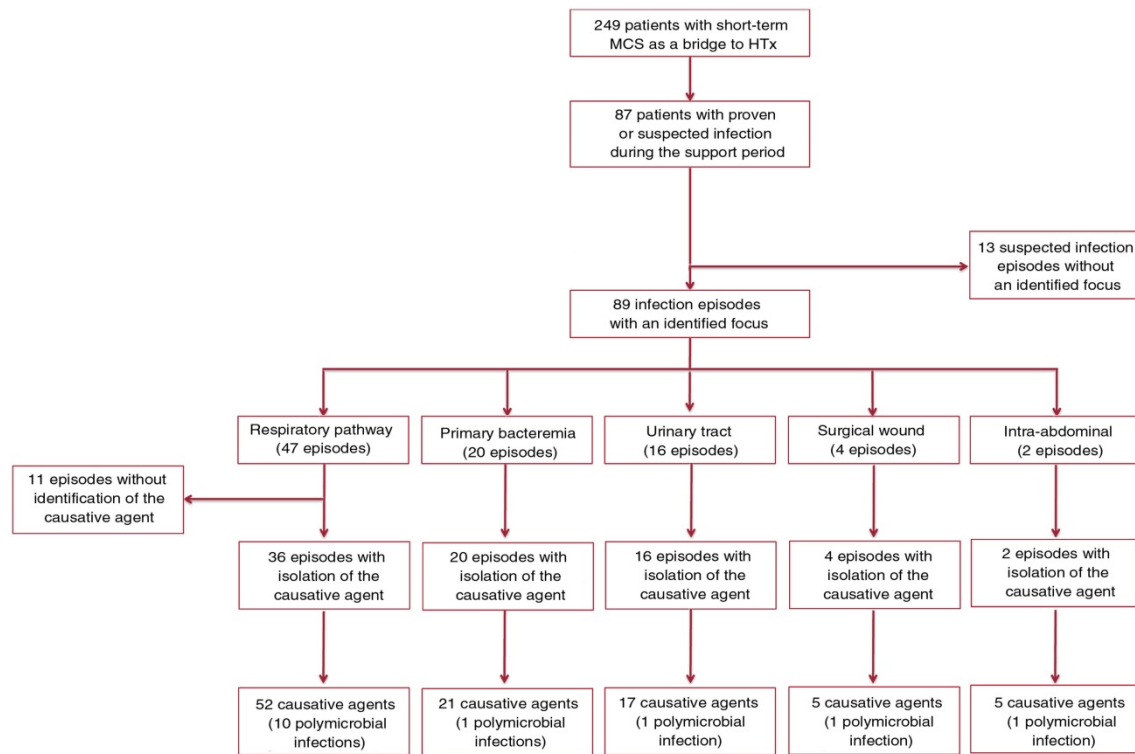 249 patients with short-term
MCS as a bridge to HTx
87 patients with proven
or suspected infection
during the support period
13 suspected infection
episodes without
an identified focus
89 infection episodes
with an identified focus
Respiratory pathway
(47 episodes)
Primary bacteremia
(20 episodes)
Urinary tract
(16 episodes)
Surgical wound
(4 episodes)
Intra-abdominal
(2 episodes)
11 episodes without
identification of the
causative agent
36 episodes with
isolation of the
causative agent
20 episodes with
isolation of the
causative agent
16 episodes with
isolation of the
causative agent
4 episodes with
isolation of the
causative agent
2 episodes with
isolation of the
causative agent
52 causative agents
(10 polymicrobial
infections)
21 causative agents
(1 polymicrobial
infections)
17 causative agents
(1 polymicrobial
infection)
5 causative agents
(1 polymicrobial
infection)
5 causative agents
(1 polymicrobial
infection)